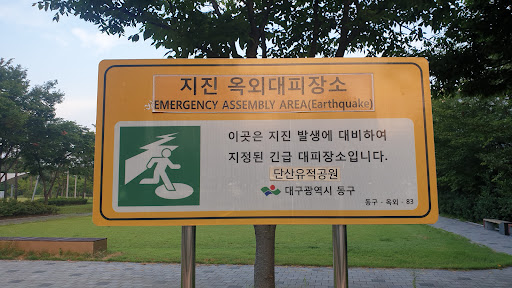 지진 옥외대피장소
EMERGENCY ASSEMBLY AREA(Earthquake)
이곳은 지진 발생에 대비하여
지정된 긴급 대피장소입니다.
단산유적공원
대구광역시 동구
동구 - 옥외 - 83